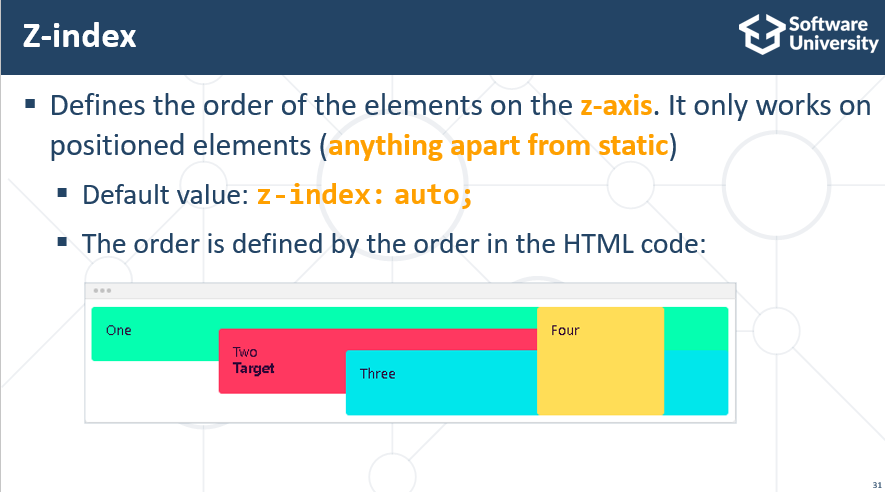 Z-index
Software
University
▪ Defines the order of the elements on the z-axis. It only works on
positioned elements (anything apart from static)
▪ Default value: z-index: auto;
▪ The order is defined by the order in the HTML code:
One
Four
Two
Target
Three
31